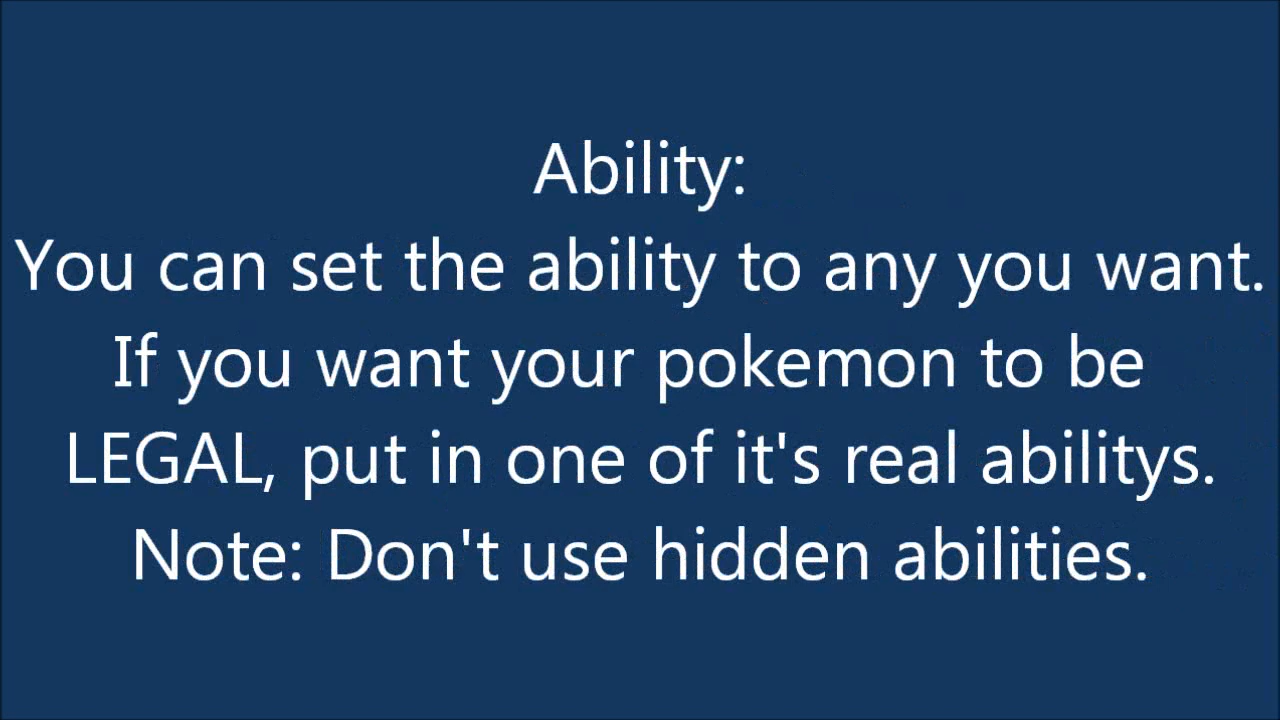 Ability:
You can set the ability to any you want.
If you want your pokemon to be
LEGAL, put in one of it's real abilitys.
Note: Don't use hidden abilities.